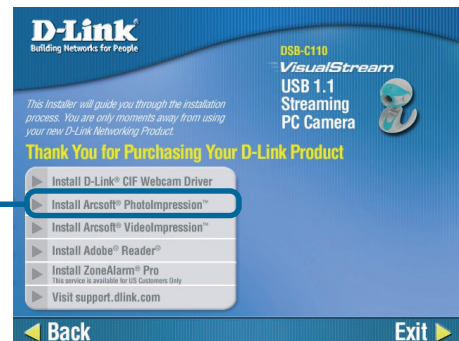 D-Link
Building Networks for People
DSB-C110
VisualStream
USB 1.1
Streaming
PC Camera
This Installer will guide you through the installation
process. You are only moments away from using
your new D-Link Networking Product.
Thank You for Purchasing Your D-Link Product
Install D-Link® CIF Webcam Driver
Install Arcsoft® PhotoImpression™
Install Arcsoft® VideoImpression™
Install Adobe® Reader®
Install ZoneAlarm® Pro
This service is available for US Customers Only
Visit support.dlink.com
Back
Exit